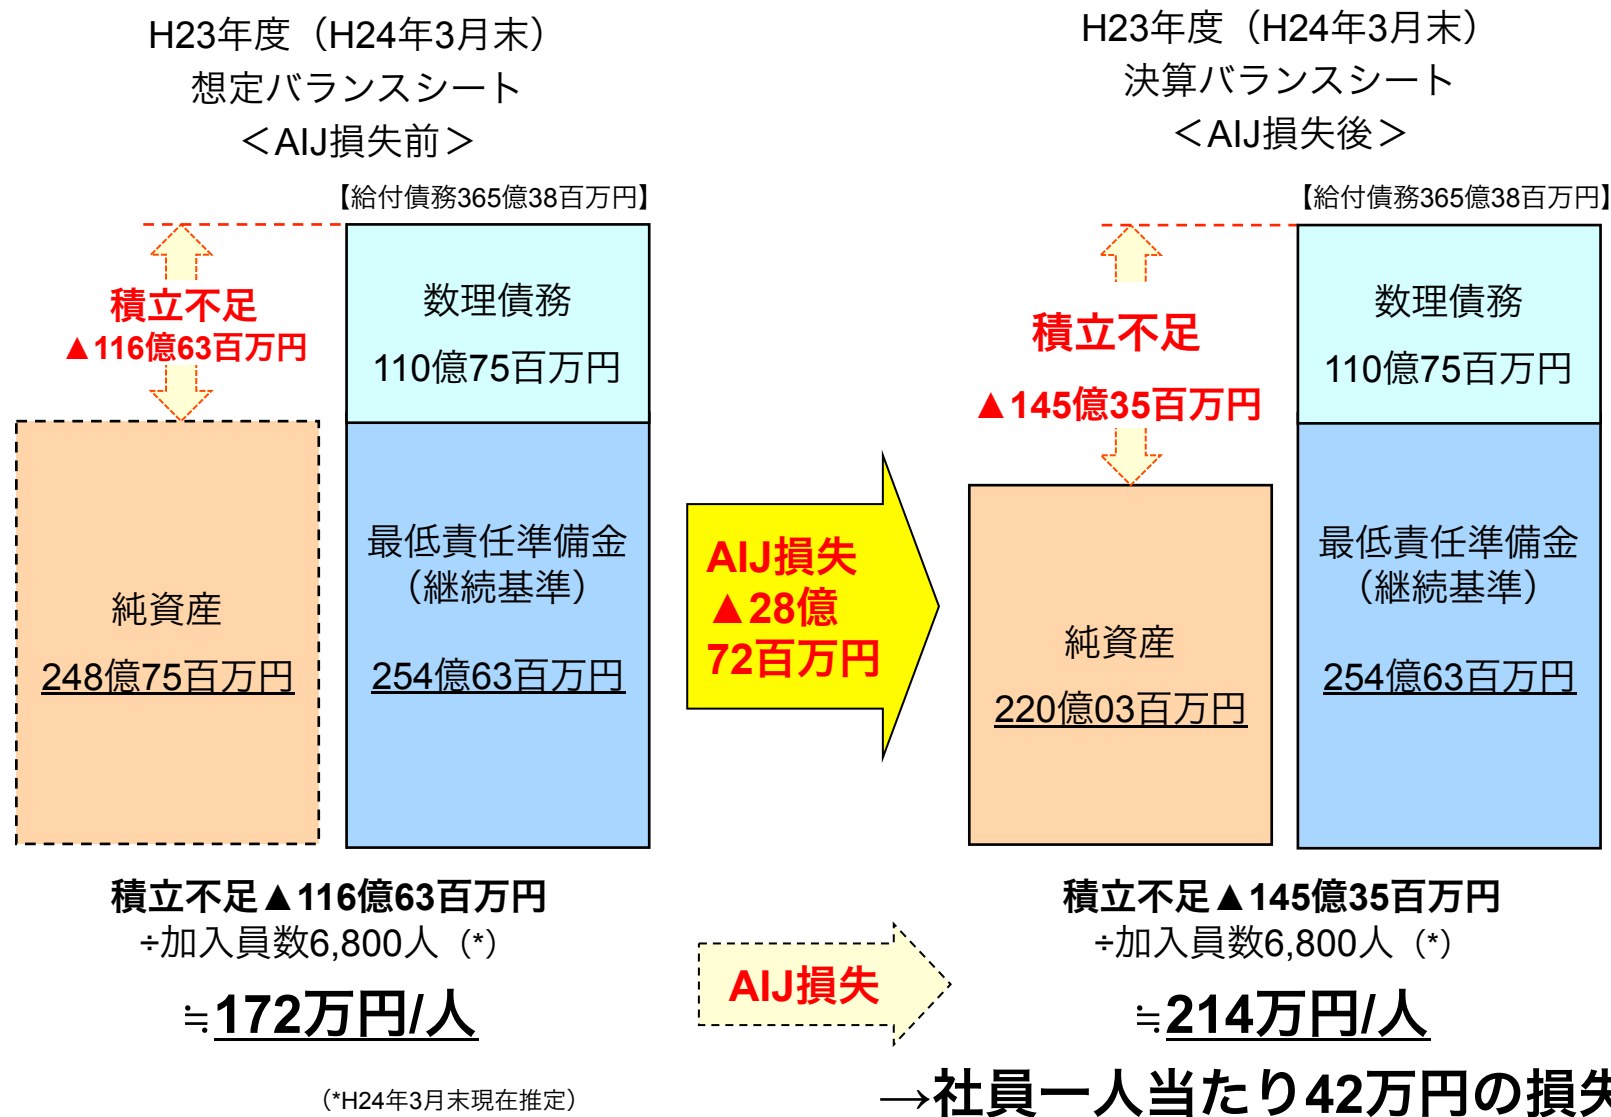 H23年度（H24年3月末）
想定バランスシート
＜AIJ損失前＞
【給付債務365億38百万円】
積立不足
▲116億63百万円
数理債務
110億75百万円
純資産
248億75百万円
最低責任準備金
（継続基準）
254億63百万円
積立不足▲116億63百万円
÷加入員数6,800人（*）
≒172万円/人
（*H24年3月末現在推定）
AIJ損失
▲28億
72百万円
AIJ損失
H23年度（H24年3月末）
決算バランスシート
＜AIJ損失後＞
【給付債務365億38百万円】
積立不足
▲145億35百万円
数理債務
110億75百万円
純資産
220億03百万円
最低責任準備金
（継続基準）
254億63百万円
積立不足▲145億35百万円
÷加入員数6,800人（*）
≒214万円/人
→社員一人当たり42万円の損失